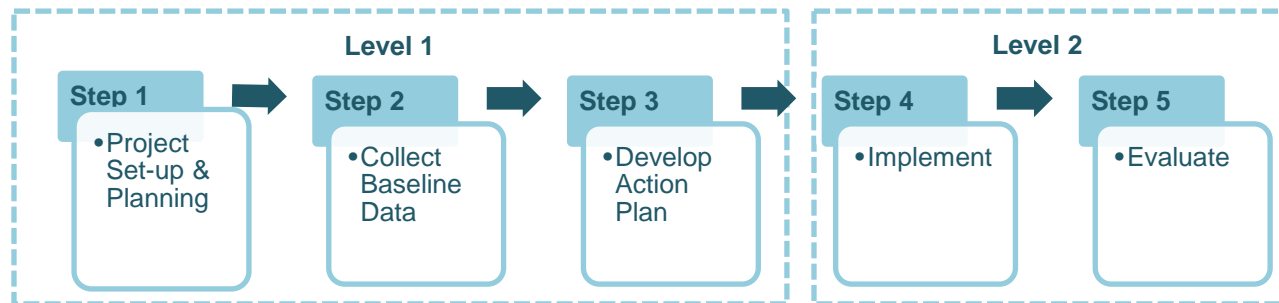 Level 1
Step 1
•Project
Set-up &
Planning
Step 2
•Collect
Baseline
Data
Step 3
•Develop
Action
Plan
Level 2
Step 4
•Implement
Step 5
•Evaluate